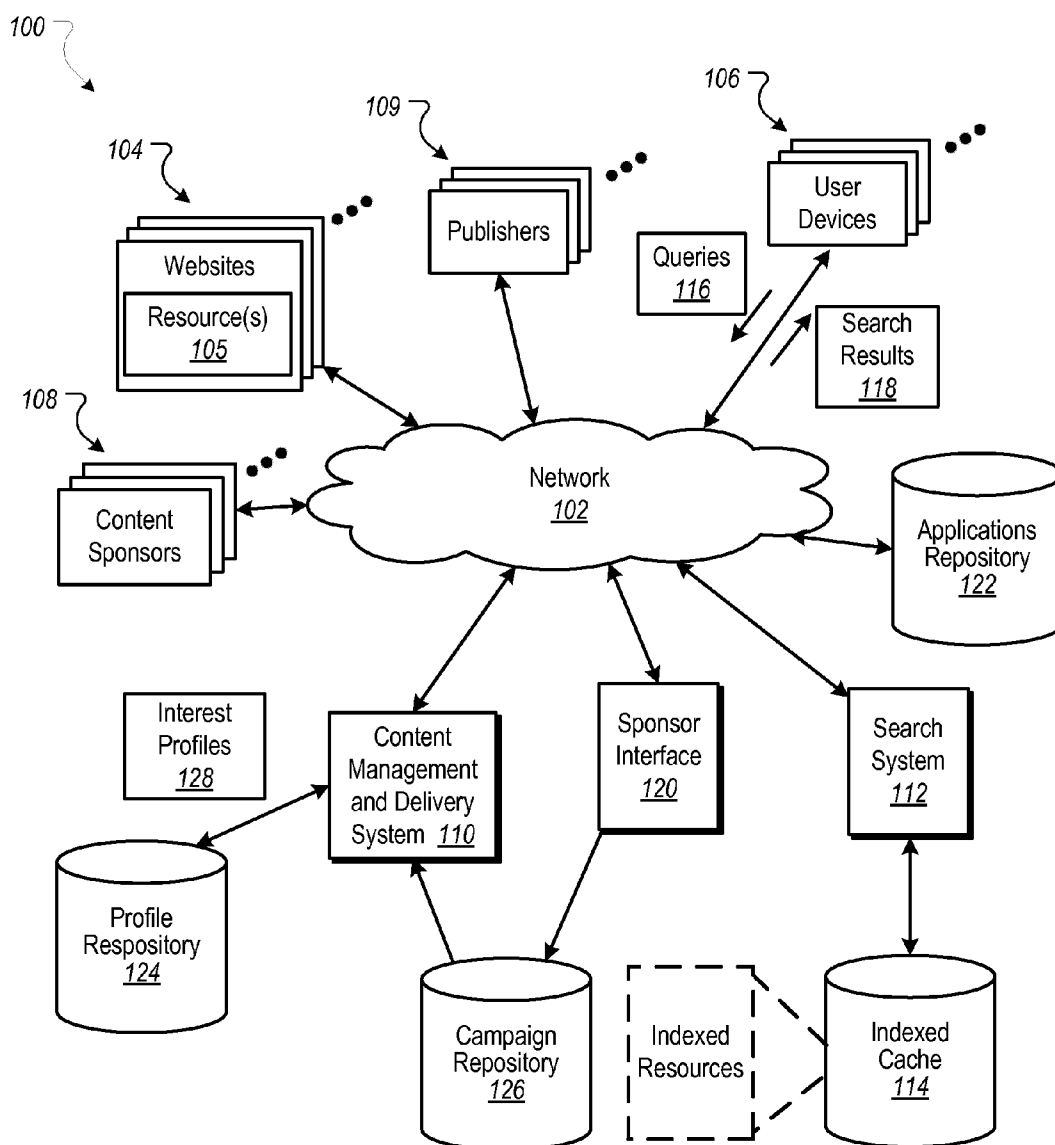 100
106
109
104
User
Devices
Publishers
Queries
116
Websites
Resource(s)
105
Search
Results
118
108
Network
102
Content
Sponsors
Applications
Repository
122
Interest
Profiles
128
Content
Management
and Delivery
System 110
Sponsor
Interface
120
Search
System
112
Profile
Respository
124
Campaign
Repository
126
Indexed
Resources
Indexed
Cache
114